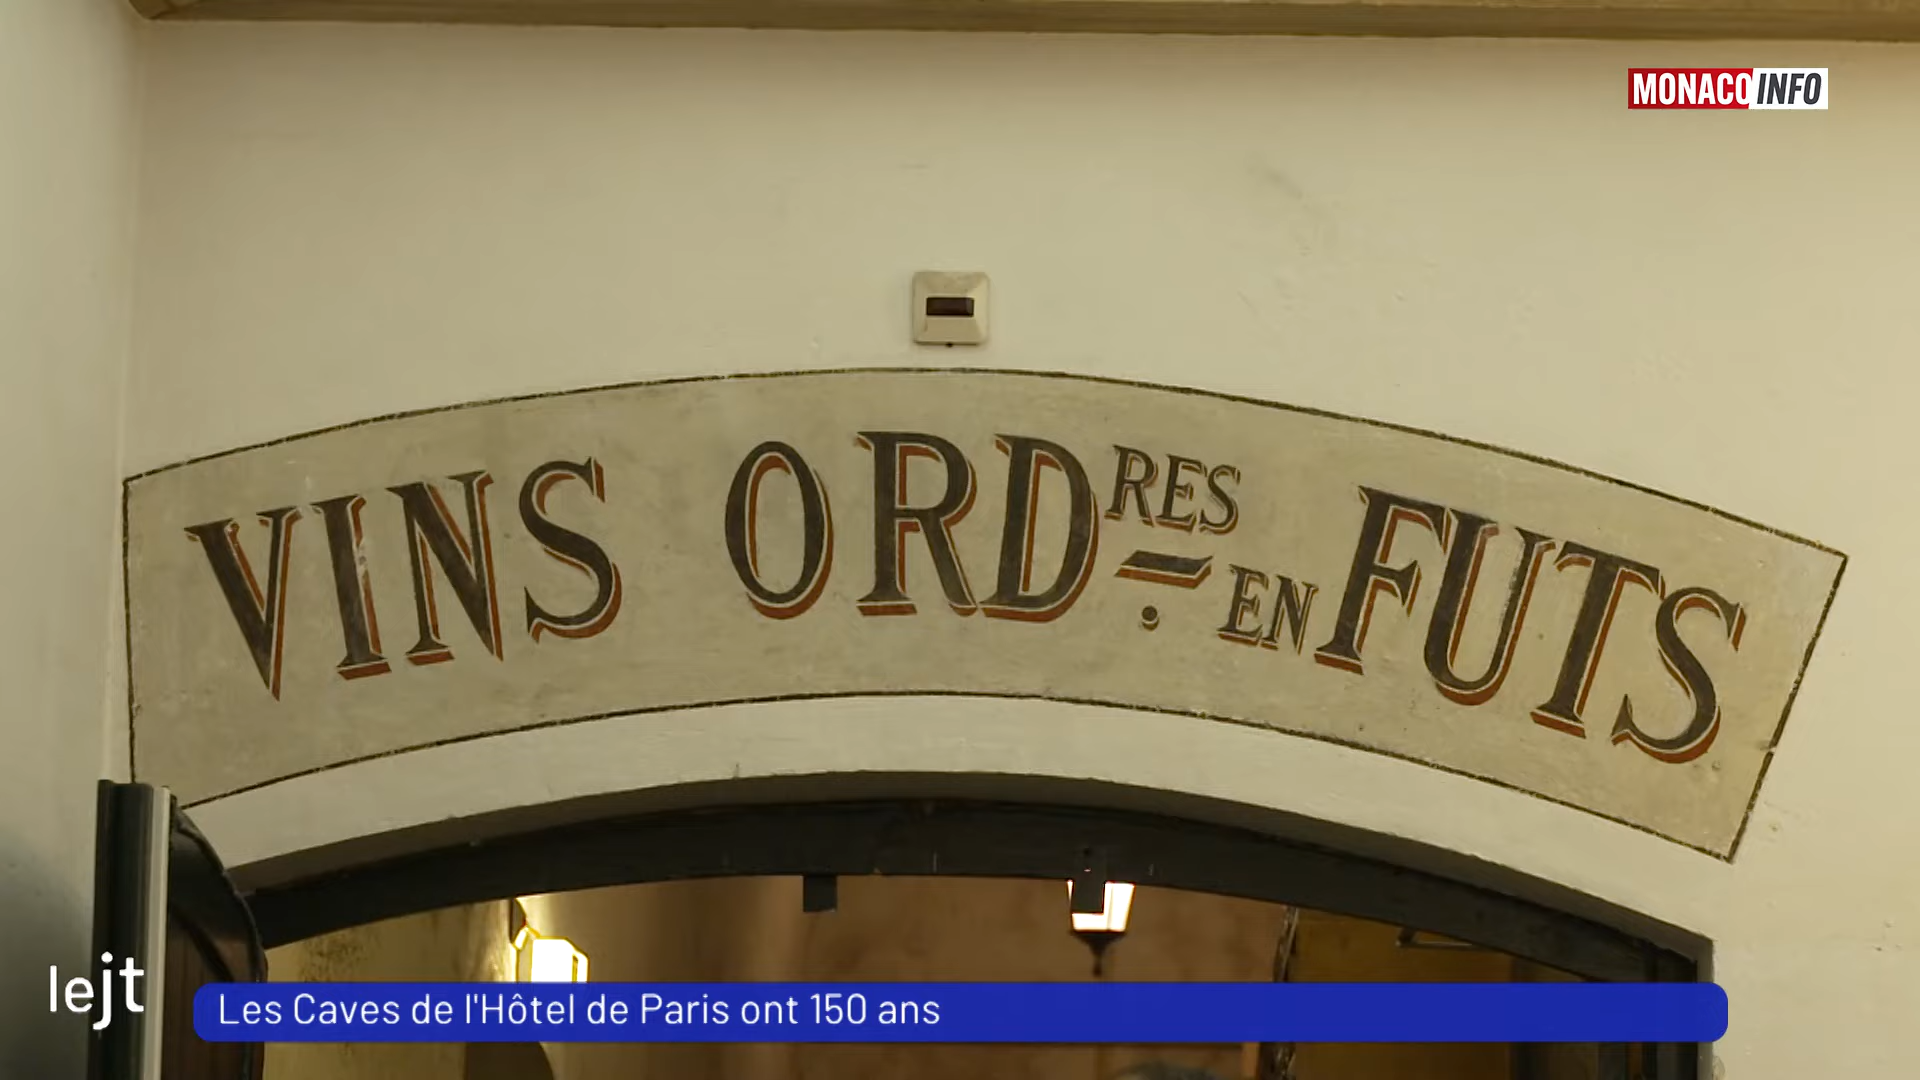 MONACO INFO
VINS ORDRES EN FUTS
lejt
Les Caves de l'Hôtel de Paris ont 150 ans